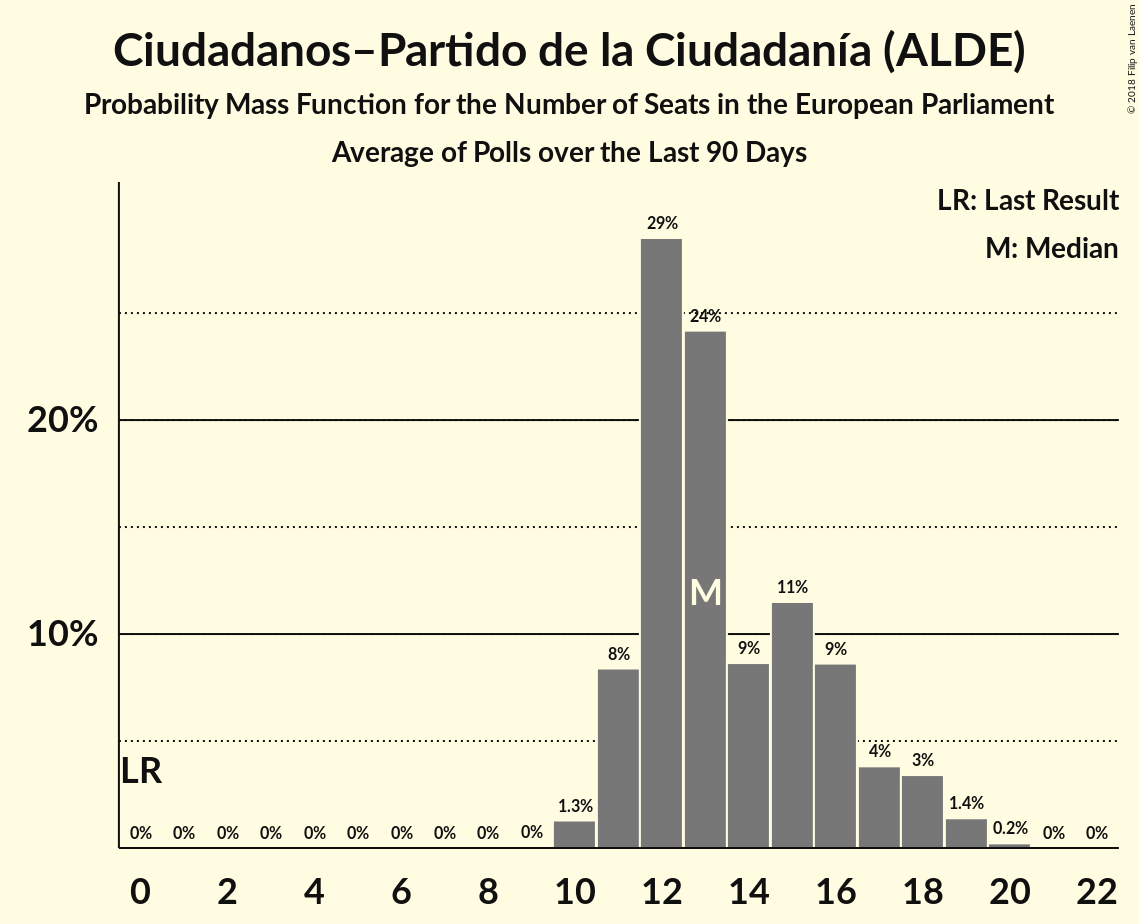 Ciudadanos–Partido de la Ciudadanía (ALDE)
Probability Mass Function for the Number of Seats in the European Parliament
Average of Polls over the Last 90 Days
© 2018 Filip van Laenen
LR: Last Result
M: Median
29%
24%
20%
M
11%
10%
8%
9%
9%
4%
3%
LR
1.3%
1.4%
0.2%
0% 0% 0% 0% 0% 0% 0% 0% 0% 0% 0% 0%
0 2 4 6 8 10 12 14 16 18 20 22